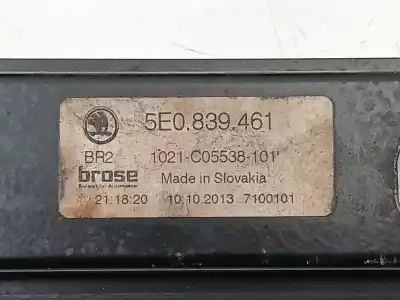 5E0.839.461
BR2 1021-C05538-101
brose Made in Slovakia
21:18:20 10.10.2013 7100101